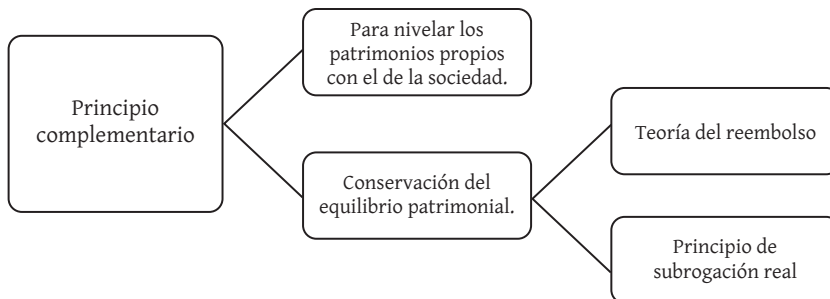 Principio
complementario
Para nivelar los
patrimonios propios
con el de la sociedad.
Conservación del
equilibrio patrimonial.
Teoría del reembolso
Principio de
subrogación real